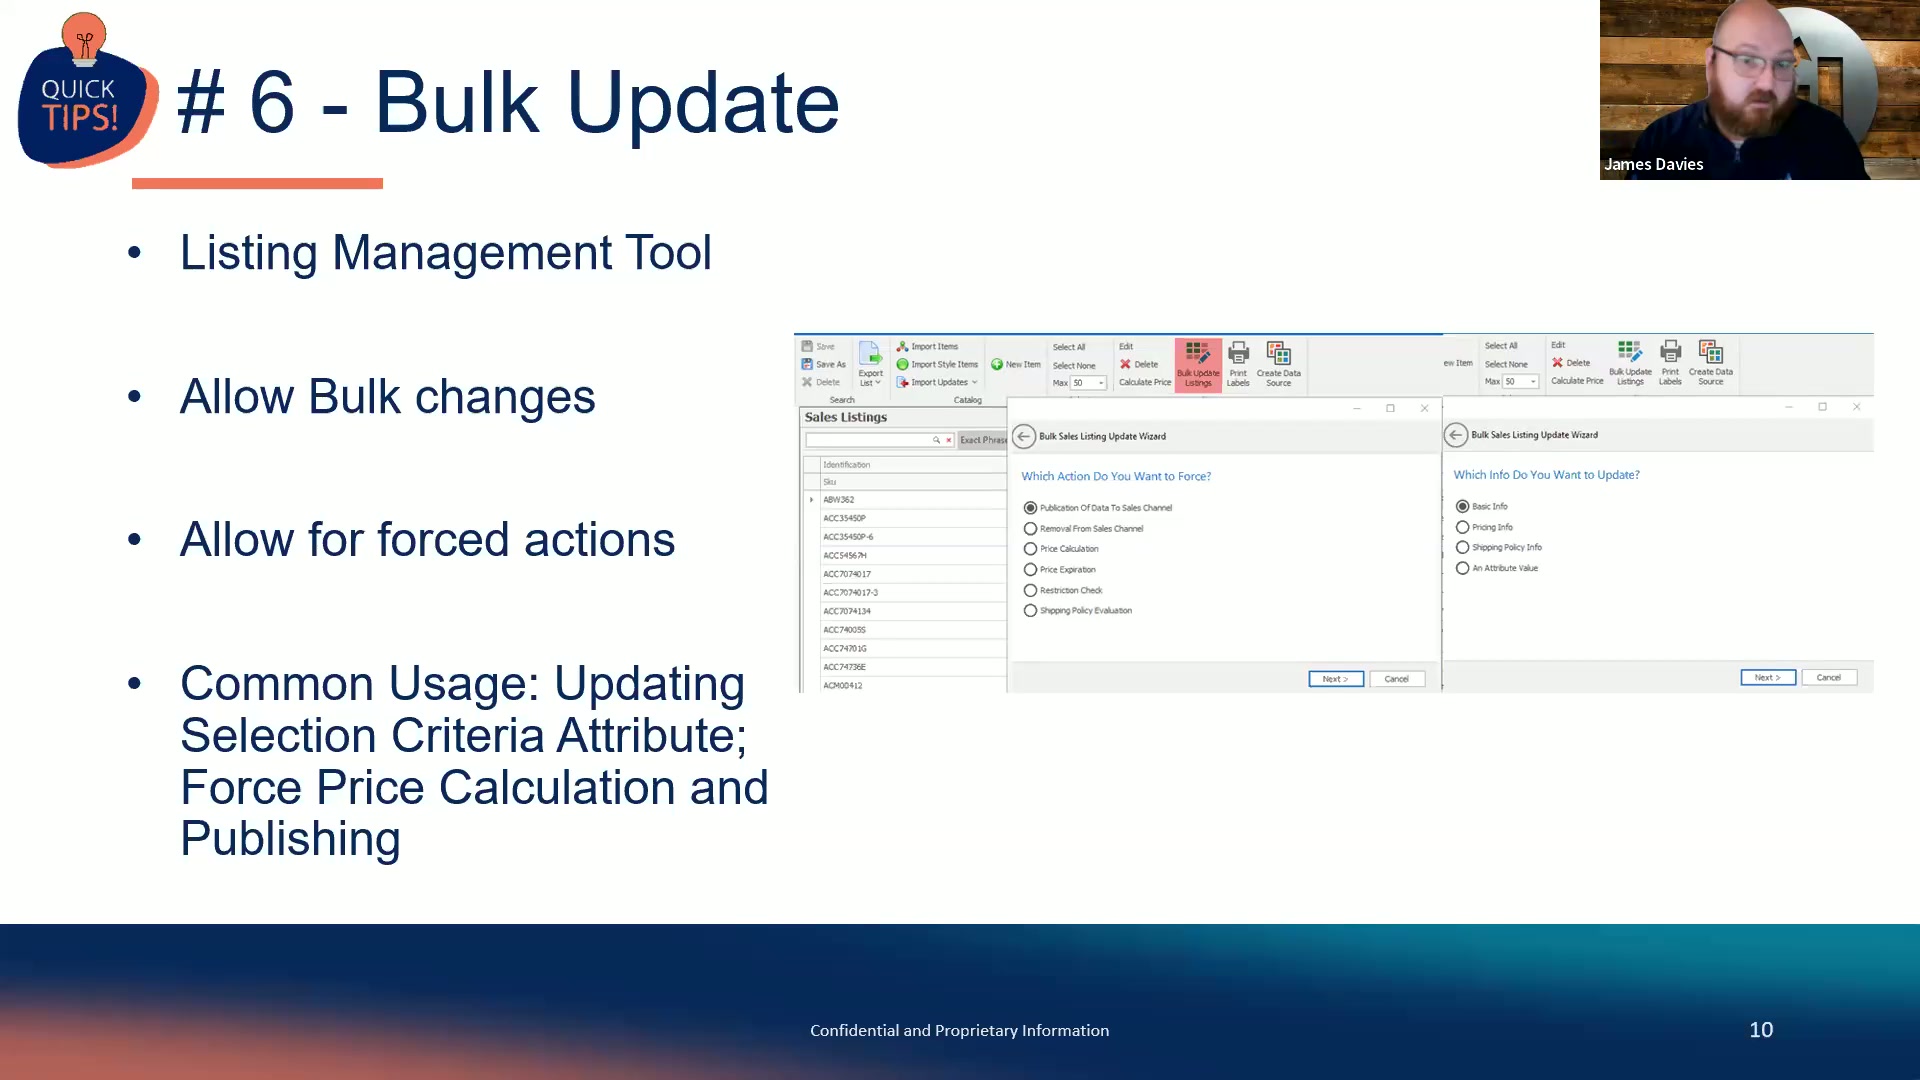 QUICK
TIPS!
# 6 - Bulk Update
James Davies
• Listing Management Tool
• Allow Bulk changes
• Allow for forced actions
• Common Usage: Updating
Selection Criteria Attribute;
Force Price Calculation and
Publishing
Save
Save As
Delete
Search
Export
List
Import Items
Import Style Items
Import Updates
Catalog
New Item
Select All
Select None
Max 50
Edit
Delete
Calculate Price
Bulk Update
Listings
Print
Labels
Create Data
Source
ew Item
Select All
Select None
Max 50
Edit
Delete
Calculate Price
Bulk Update
Listings
Print
Labels
Create Data
Source
Sales Listings
Exact Phrase
Identification
Sku
ABW362
ACC35450P
ACC35450P-6
ACC54567H
ACC7074017
ACC7074017-3
ACC7074134
ACC74005S
ACC74701G
ACC74736E
ACM00412
Bulk Sales Listing Update Wizard
Which Action Do You Want to Force?
Publication Of Data To Sales Channel
Removal From Sales Channel
Price Calculation
Price Expiration
Restriction Check
Shipping Policy Evaluation
Next >
Cancel
Bulk Sales Listing Update Wizard
Which Info Do You Want to Update?
Basic Info
Pricing Info
Shipping Policy Info
An Attribute Value
Next >
Cancel
Confidential and Proprietary Information
10